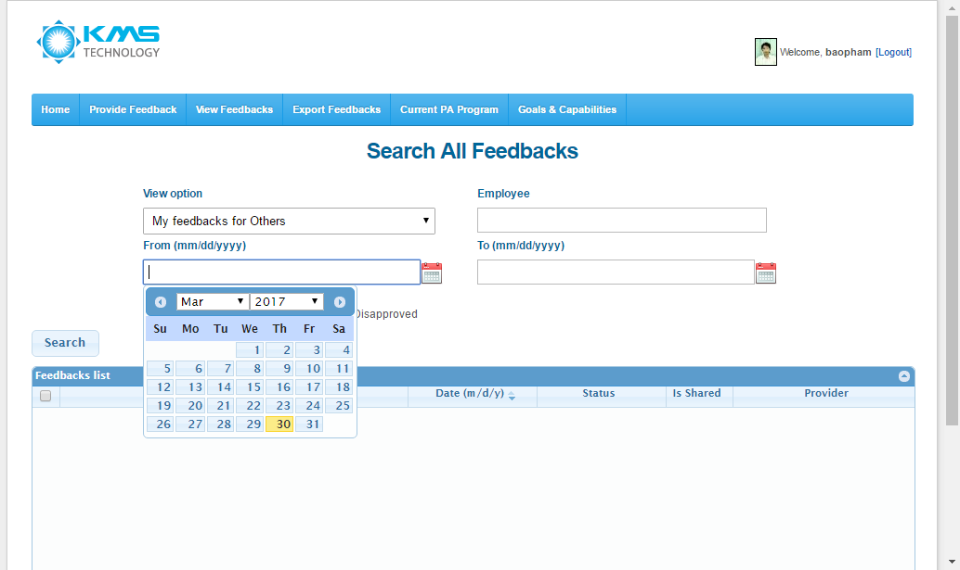 KMS
TECHNOLOGY
Welcome, baopham [Logout]
Home Provide Feedback View Feedbacks Export Feedbacks Current PA Program Goals & Capabilities
Search All Feedbacks
View option Employee
My feedbacks for Others
From (mm/dd/yyyy) To (mm/dd/yyyy)
Mar 2017
Disapproved
Su Mo Tu We Th Fr Sa
1 2 3 4
Search
5 6 7 8 9 10 11
Feedbacks list
12 13 14 15 16 17 18
Date (m/d/y) Status Is Shared Provider
19 20 21 22 23 24 25
26 27 28 29 30 31